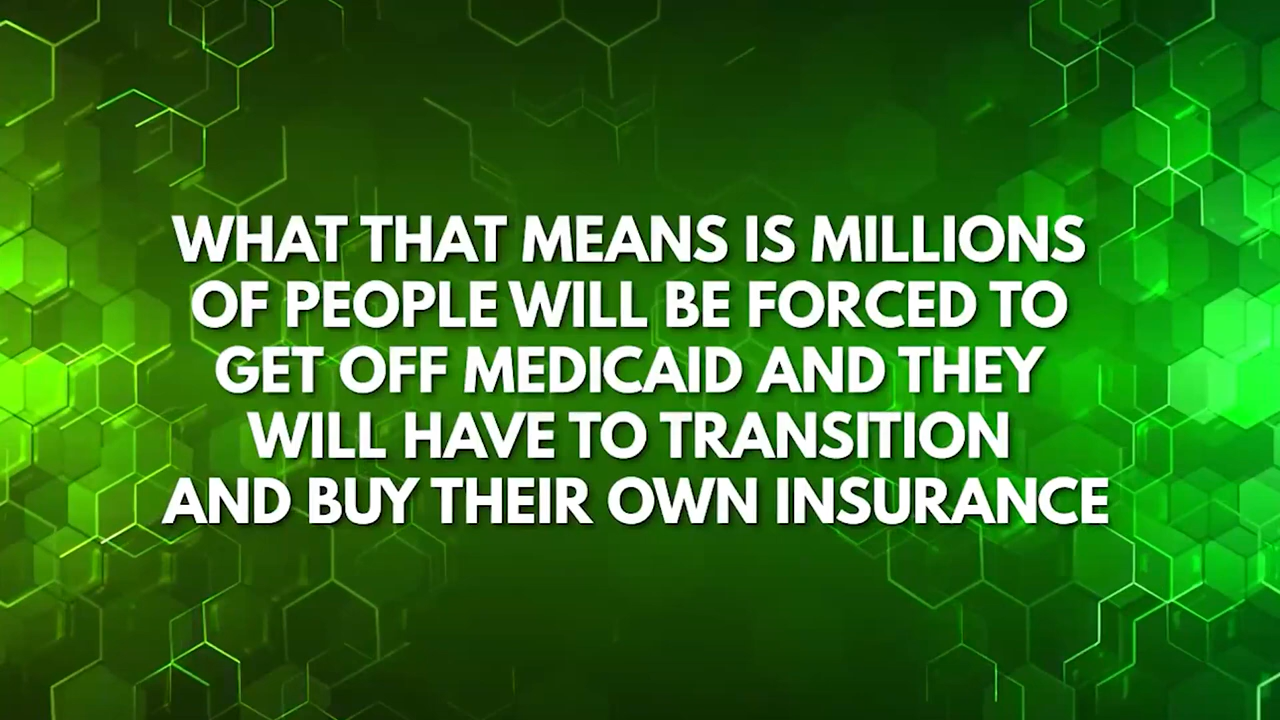 WHAT THAT MEANS IS MILLIONS
OF PEOPLE WILL BE FORCED TO
GET OFF MEDICAID AND THEY
WILL HAVE TO TRANSITION
AND BUY THEIR OWN INSURANCE